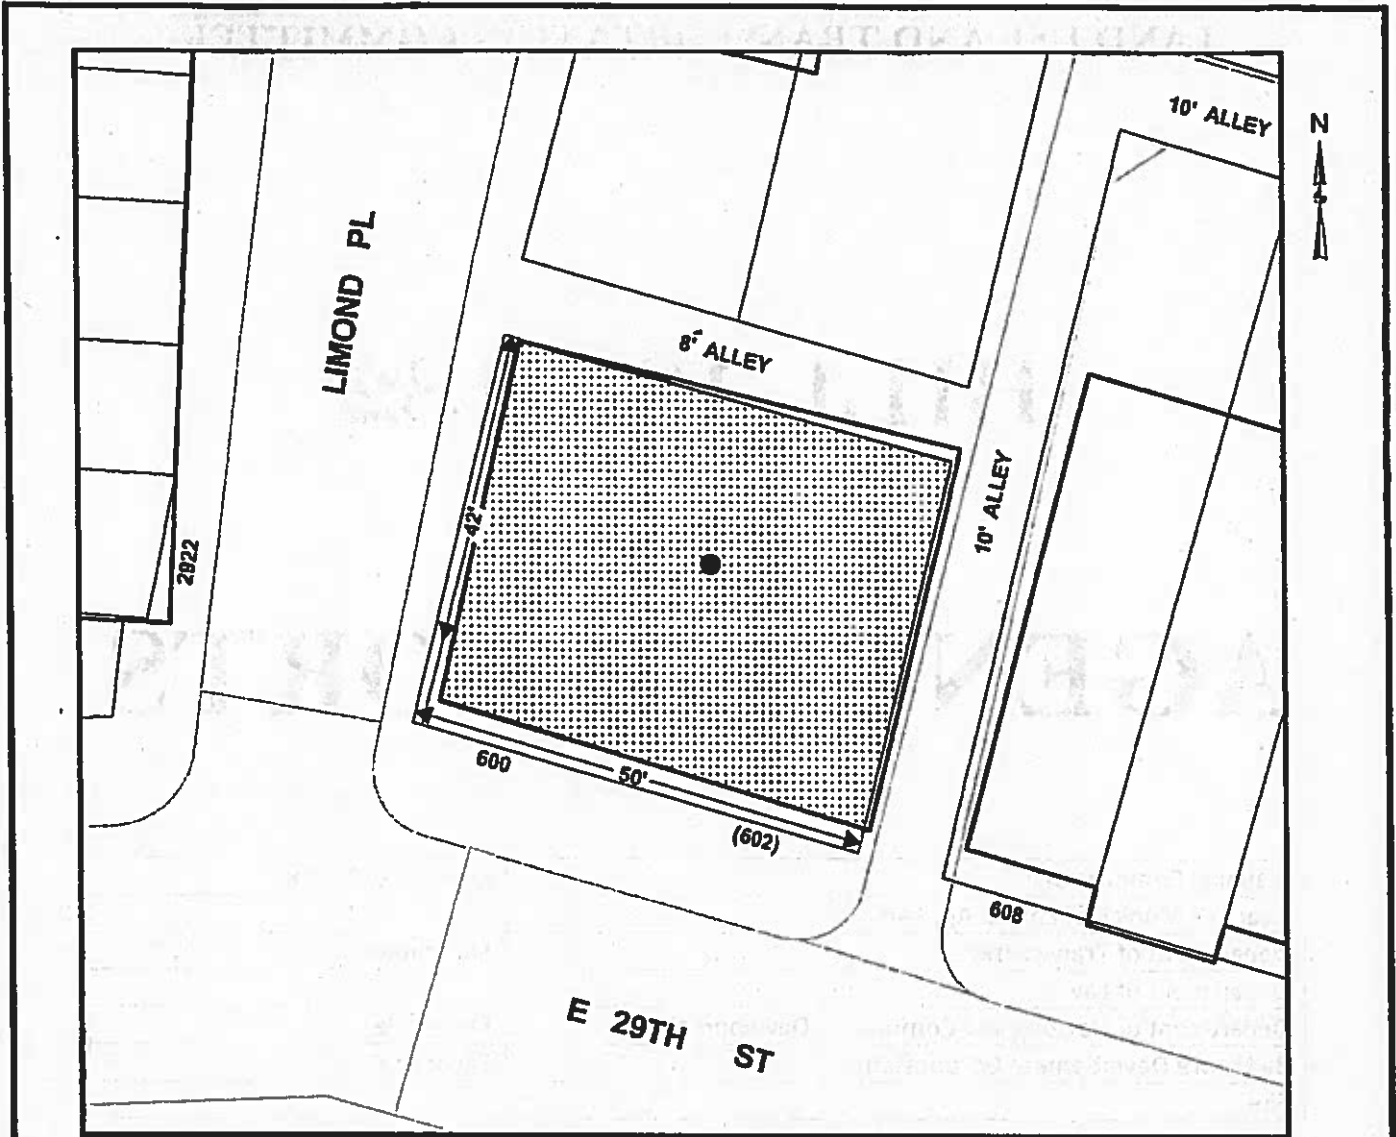 10' ALLEY
N
LIMOND PL
8' ALLEY
42'
10' ALLEY
2922
600
50'
(602)
608
E 29TH ST